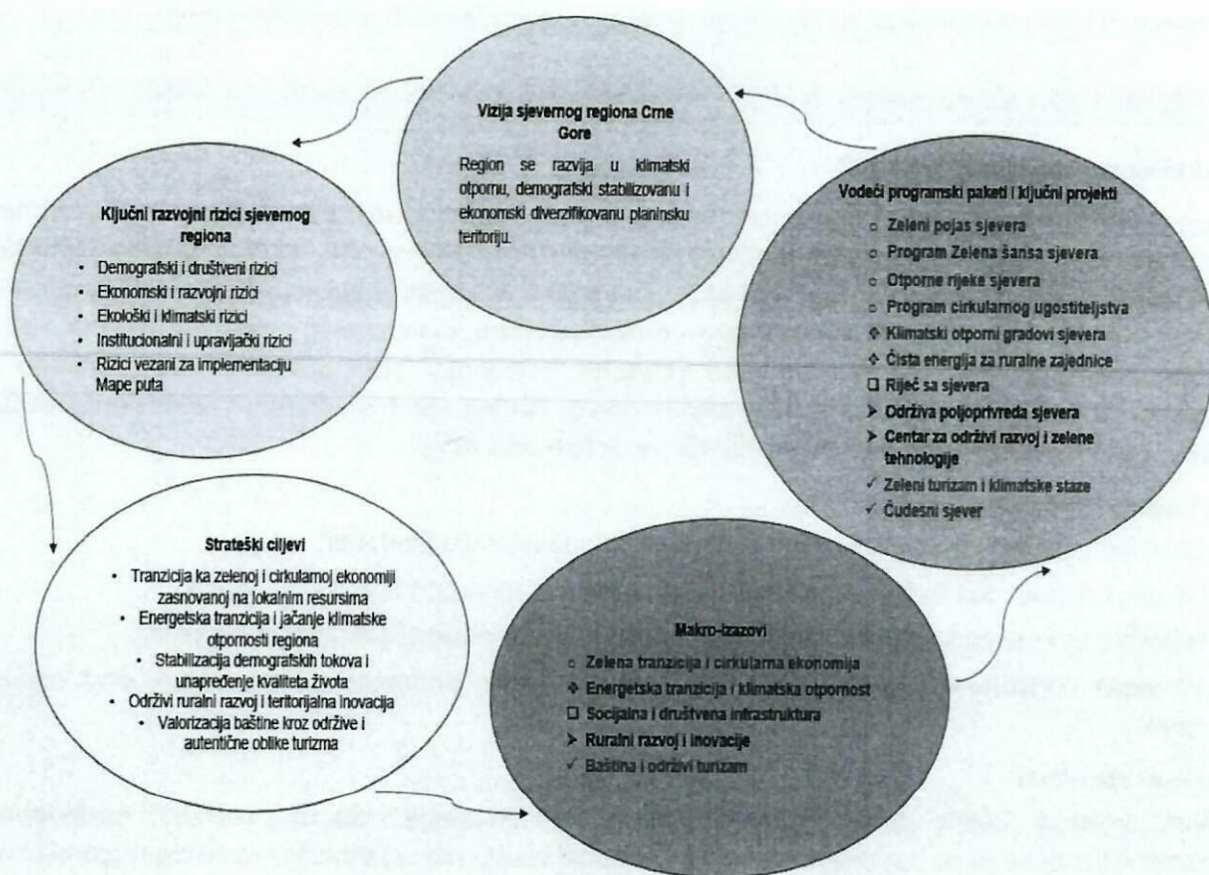 Vizija sjevernog regiona Crne
Gore
Region se razvija u klimatski
otpornu, demografski stabilizovanu i
ekonomski diverzifikovanu planinsku
teritoriju.
Ključni razvojni rizici sjevernog
regiona
• Demografski i društveni rizici
• Ekonomski i razvojni rizici
• Ekološki i klimatski rizici
• Institucionalni i upravljački rizici
• Rizici vezani za implementaciju
Mape puta
Strateški ciljevi
• Tranzicija ka zelenoj i cirkularnoj ekonomiji
zasnovanoj na lokalnim resursima
• Energetska tranzicija i jačanje klimatske
otpornosti regiona
• Stabilizacija demografskih tokova i
unapređenje kvaliteta života
• Održivi ruralni razvoj i teritorijalna inovacija
• Valorizacija baštine kroz održive i
autentične oblike turizma
Makro-izazovi
o Zelena tranzicija i cirkularna ekonomija
❖ Energetska tranzicija i klimatska otpornost
❑ Socijalna i društvena infrastruktura
➢ Ruralni razvoj i inovacije
✓ Baština i održivi turizam
Vodeći programski paketi i ključni projekti
o Zeleni pojas sjevera
o Program Zelena šansa sjevera
o Otporne rijeke sjevera
o Program cirkularnog ugostiteljstva
❖ Klimatski otporni gradovi sjevera
❖ Čista energija za ruralne zajednice
❑ Riječ sa sjevera
➢ Održiva poljoprivreda sjevera
➢ Centar za održivi razvoj i zelene
tehnologije
✓ Zeleni turizam i klimatske staze
✓ Čudesni sjever